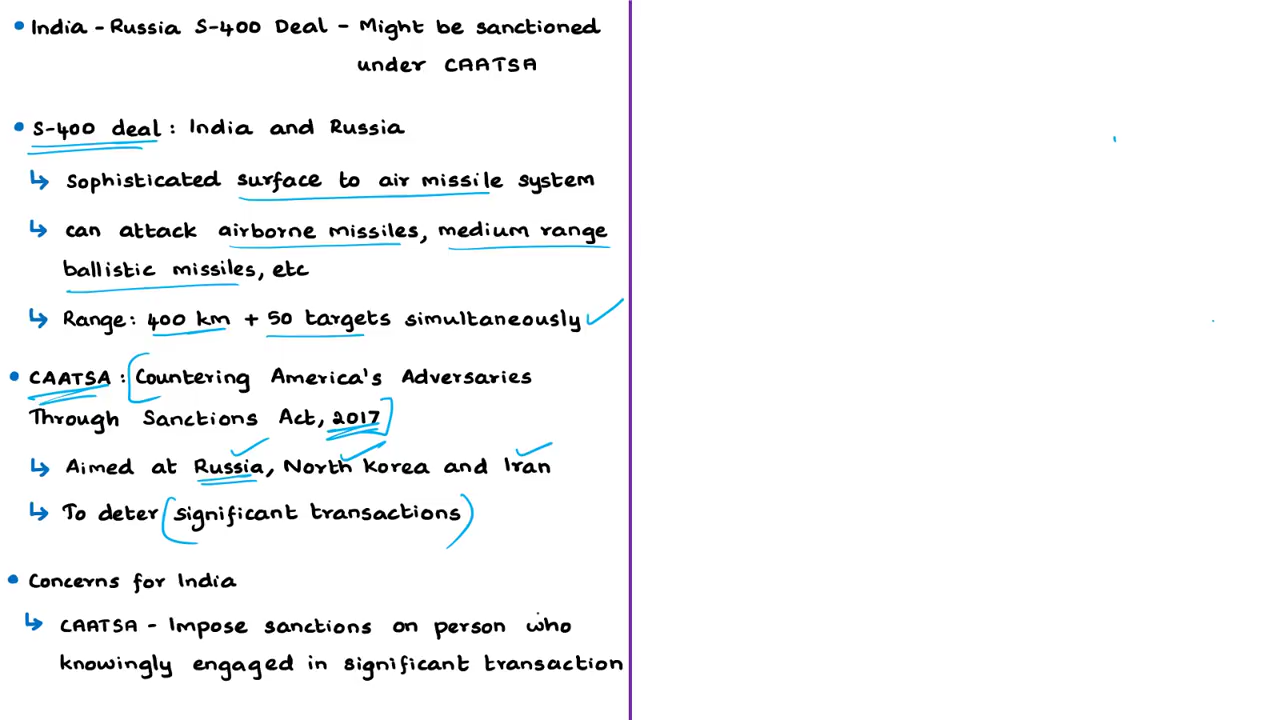 • India - Russia S-400 Deal - Might be sanctioned
under CAATSA
• S-400 deal : India and Russia
↳ Sophisticated surface to air missile system
↳ can attack airborne missiles, medium range
ballistic missiles, etc
↳ Range: 400 km + 50 targets simultaneously
• CAATSA : Countering America's Adversaries
Through Sanctions Act, 2017
↳ Aimed at Russia, North Korea and Iran
↳ To deter significant transactions
• Concerns for India
↳ CAATSA - Impose sanctions on person who
knowingly engaged in significant transaction